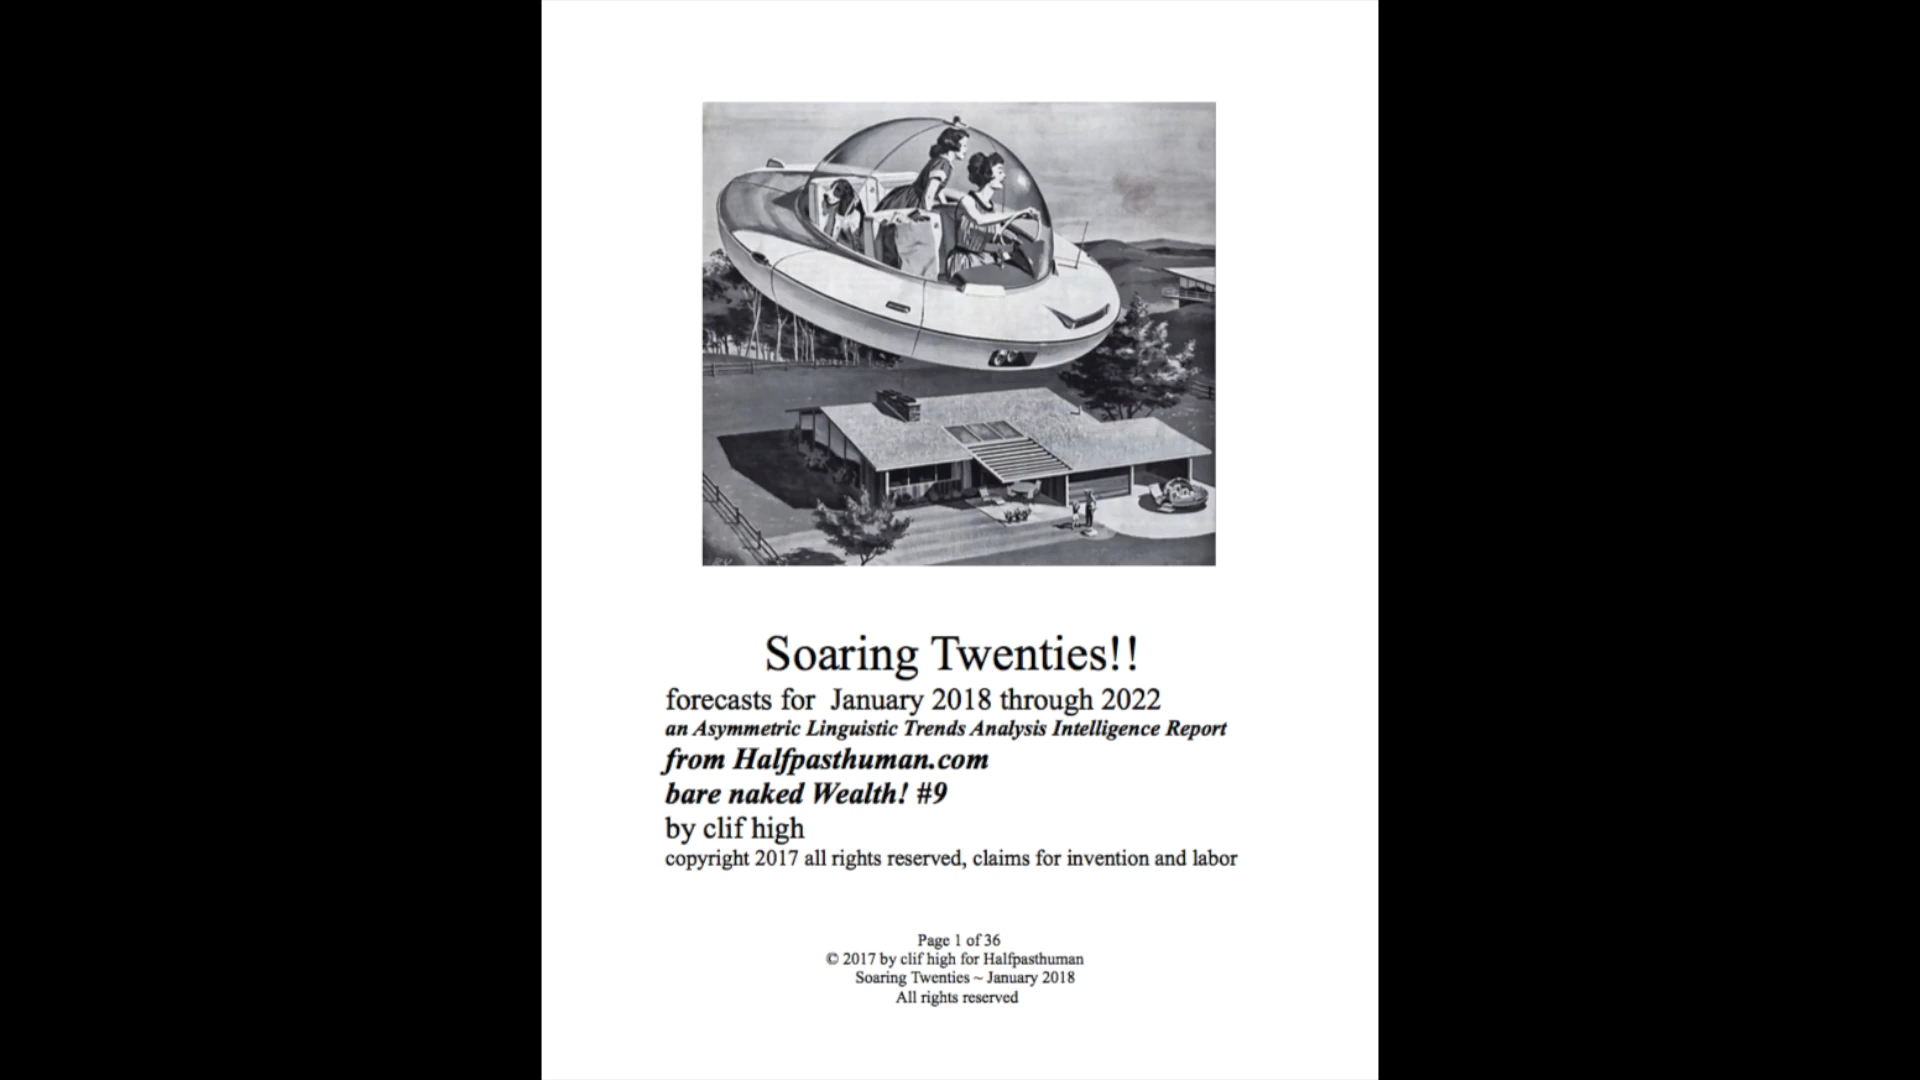 Soaring Twenties!!
forecasts for  January 2018 through 2022
an Asymmetric Linguistic Trends Analysis Intelligence Report
from Halfpasthuman.com
bare naked Wealth! #9
by clif high
copyright 2017 all rights reserved, claims for invention and labor
Page 1 of 36
© 2017 by clif high for Halfpasthuman
Soaring Twenties ~ January 2018
All rights reserved